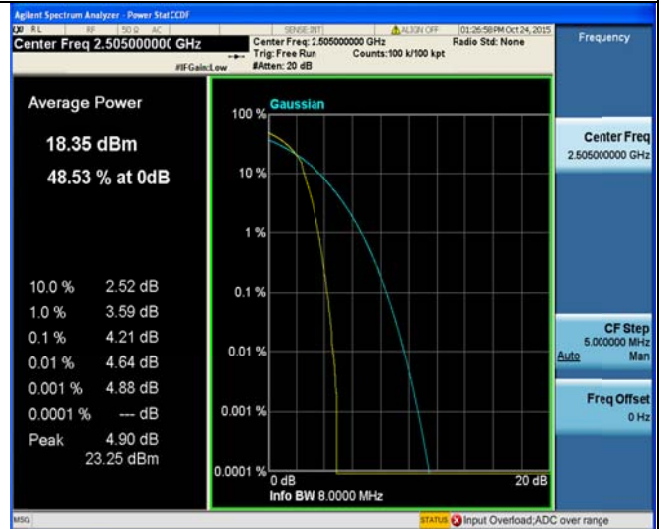 Agilent Spectrum Analyzer - Power Stat CCDF
RL RF 50 Ω AC SENSE:INT ALIGN OFF 01:26:58PM Oct 24, 2015
Center Freq 2.505000000 GHz
Center Freq: 2.505000000 GHz Radio Std: None
Trig: Free Run Counts:100 k/100 kpt
#IFGain:Low #Atten: 20 dB
Frequency
Average Power
18.35 dBm
48.53 % at 0dB
10.0 % 2.52 dB
1.0 % 3.59 dB
0.1 % 4.21 dB
0.01 % 4.64 dB
0.001 % 4.88 dB
0.0001 % --- dB
Peak 4.90 dB
23.25 dBm
Gaussian
100 %
10 %
1 %
0.1 %
0.01 %
0.001 %
0.0001 %
0 dB 20 dB
Info BW 8.0000 MHz
Center Freq
2.505000000 GHz
CF Step
5.000000 MHz
Auto Man
Freq Offset
0 Hz
MSG STATUS Input Overload;ADC over range